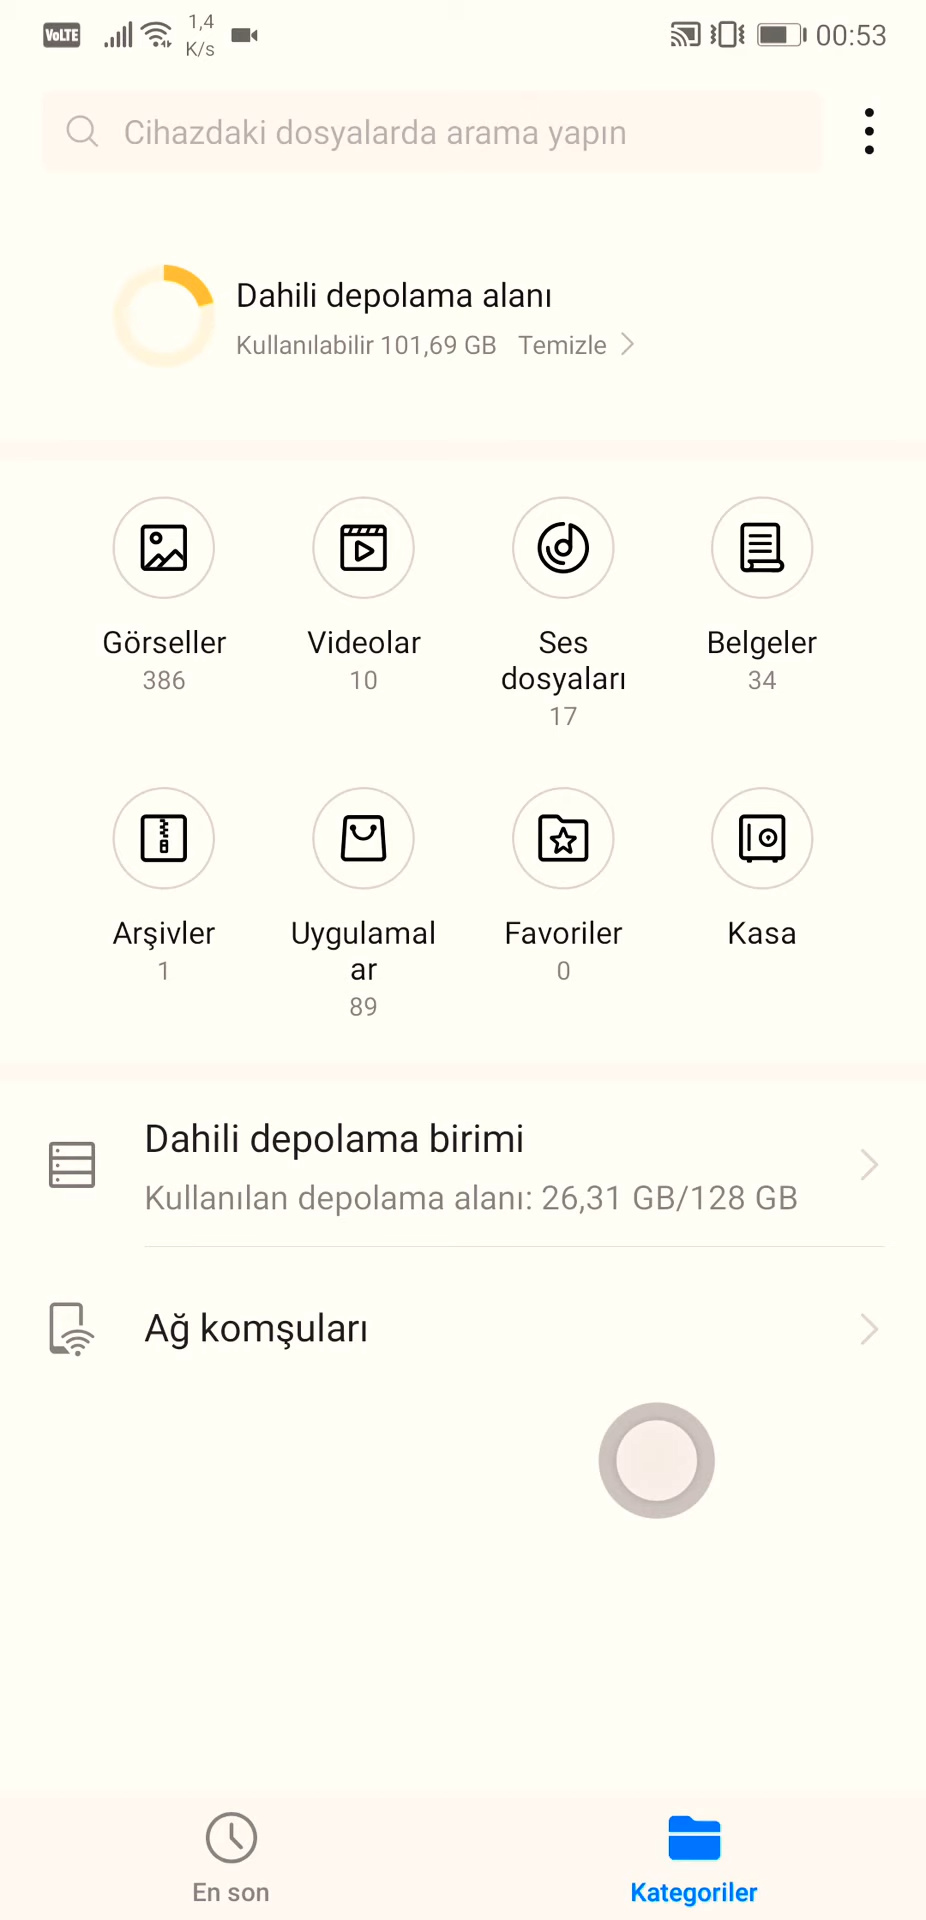 VoLTE 1,4 K/s 00:53
Cihazdaki dosyalarda arama yapın
Dahili depolama alanı
Kullanılabilir 101,69 GB Temizle
Görseller Videolar Ses dosyaları Belgeler
386 10 17 34
Arşivler Uygulamalar Favoriler Kasa
1 89 0
Dahili depolama birimi
Kullanılan depolama alanı: 26,31 GB/128 GB
Ağ komşuları
En son Kategoriler